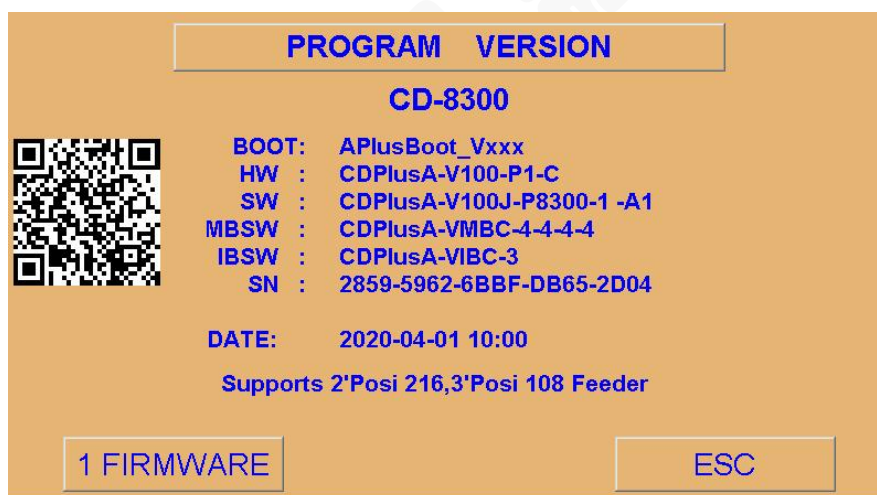 PROGRAM VERSION
CD-8300
BOOT: APlusBoot_Vxxx
HW : CDPlusA-V100-P1-C
SW : CDPlusA-V100J-P8300-1 -A1
MBSW : CDPlusA-VMBC-4-4-4-4
IBSW : CDPlusA-VIBC-3
SN : 2859-5962-6BBF-DB65-2D04
DATE: 2020-04-01 10:00
Supports 2'Posi 216,3'Posi 108 Feeder
1 FIRMWARE
ESC